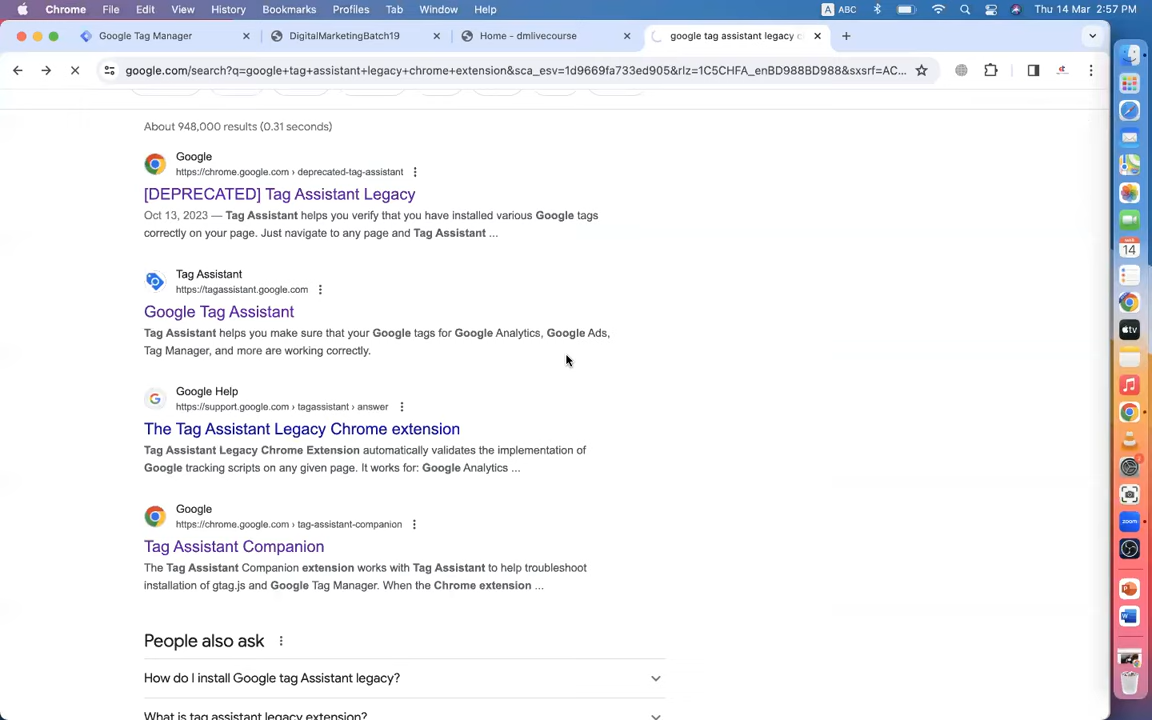 Chrome File Edit View History Bookmarks Profiles Tab Window Help A ABC Thu 14 Mar 2:57 PM
Google Tag Manager DigitalMarketingBatch19 Home - dmlivecourse google tag assistant legacy c
google.com/search?q=google+tag+assistant+legacy+chrome+extension&sca_esv=1d9669fa733ed905&rlz=1C5CHFA_enBD988BD988&sxsrf=AC...
About 948,000 results (0.31 seconds)
Google
https://chrome.google.com › deprecated-tag-assistant
[DEPRECATED] Tag Assistant Legacy
Oct 13, 2023 — Tag Assistant helps you verify that you have installed various Google tags
correctly on your page. Just navigate to any page and Tag Assistant ...
Tag Assistant
https://tagassistant.google.com
Google Tag Assistant
Tag Assistant helps you make sure that your Google tags for Google Analytics, Google Ads,
Tag Manager, and more are working correctly.
Google Help
https://support.google.com › tagassistant › answer
The Tag Assistant Legacy Chrome extension
Tag Assistant Legacy Chrome Extension automatically validates the implementation of
Google tracking scripts on any given page. It works for: Google Analytics ...
Google
https://chrome.google.com › tag-assistant-companion
Tag Assistant Companion
The Tag Assistant Companion extension works with Tag Assistant to help troubleshoot
installation of gtag.js and Google Tag Manager. When the Chrome extension ...
People also ask
How do I install Google tag Assistant legacy?
What is tag assistant legacy extension?
14
tv
zoom